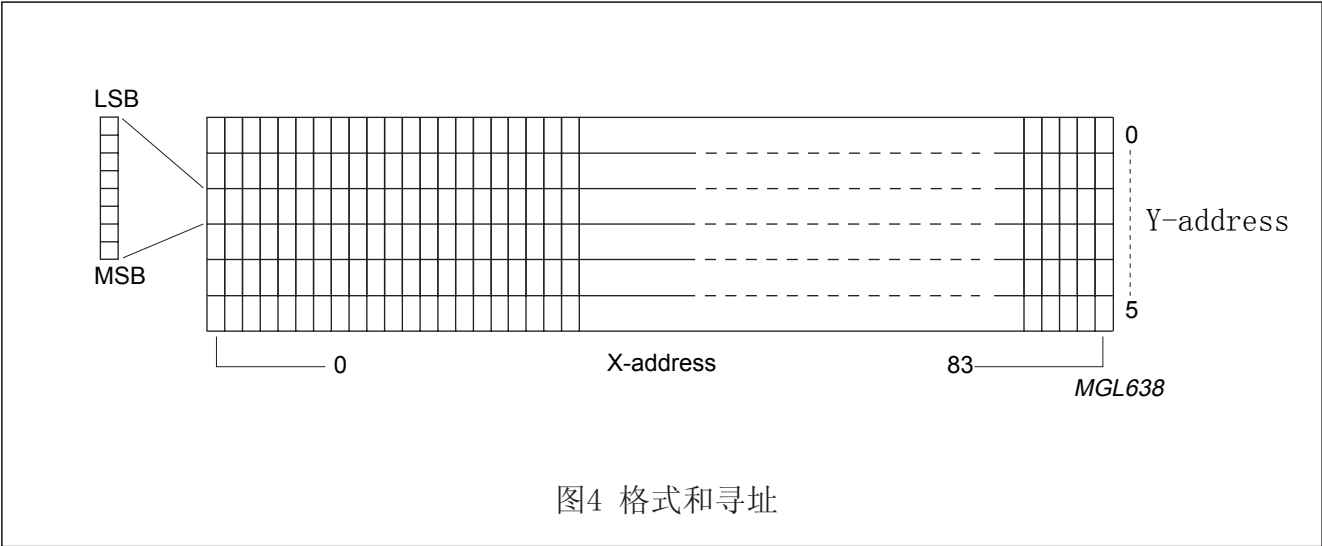 LSB
MSB
0
Y-address
5
0
X-address
83
MGL638
图4 格式和寻址